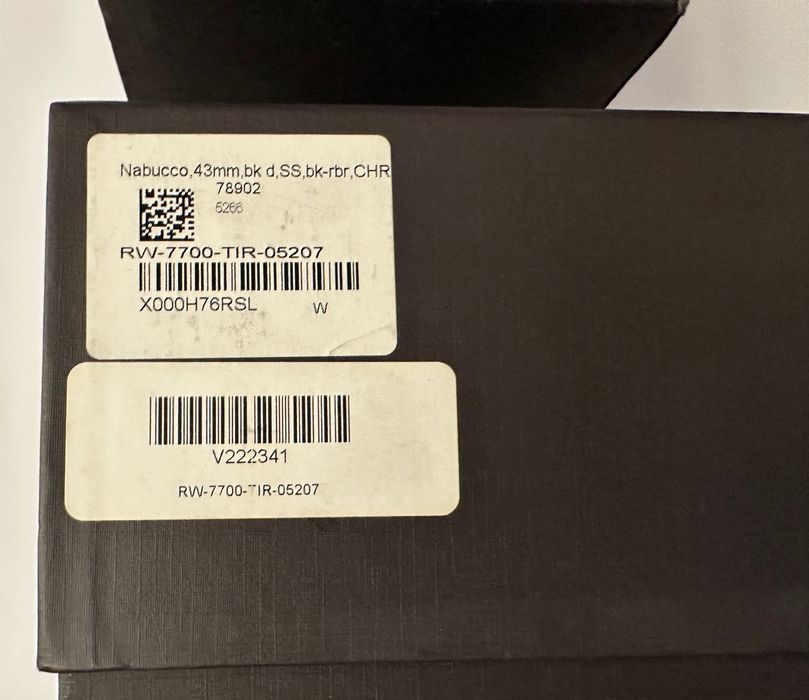 Nabucco,43mm,bk d,SS,bk-rbr,CHR
78902
5266
RW-7700-TIR-05207
X000H76RSL W
V222341
RW-7700-TIR-05207